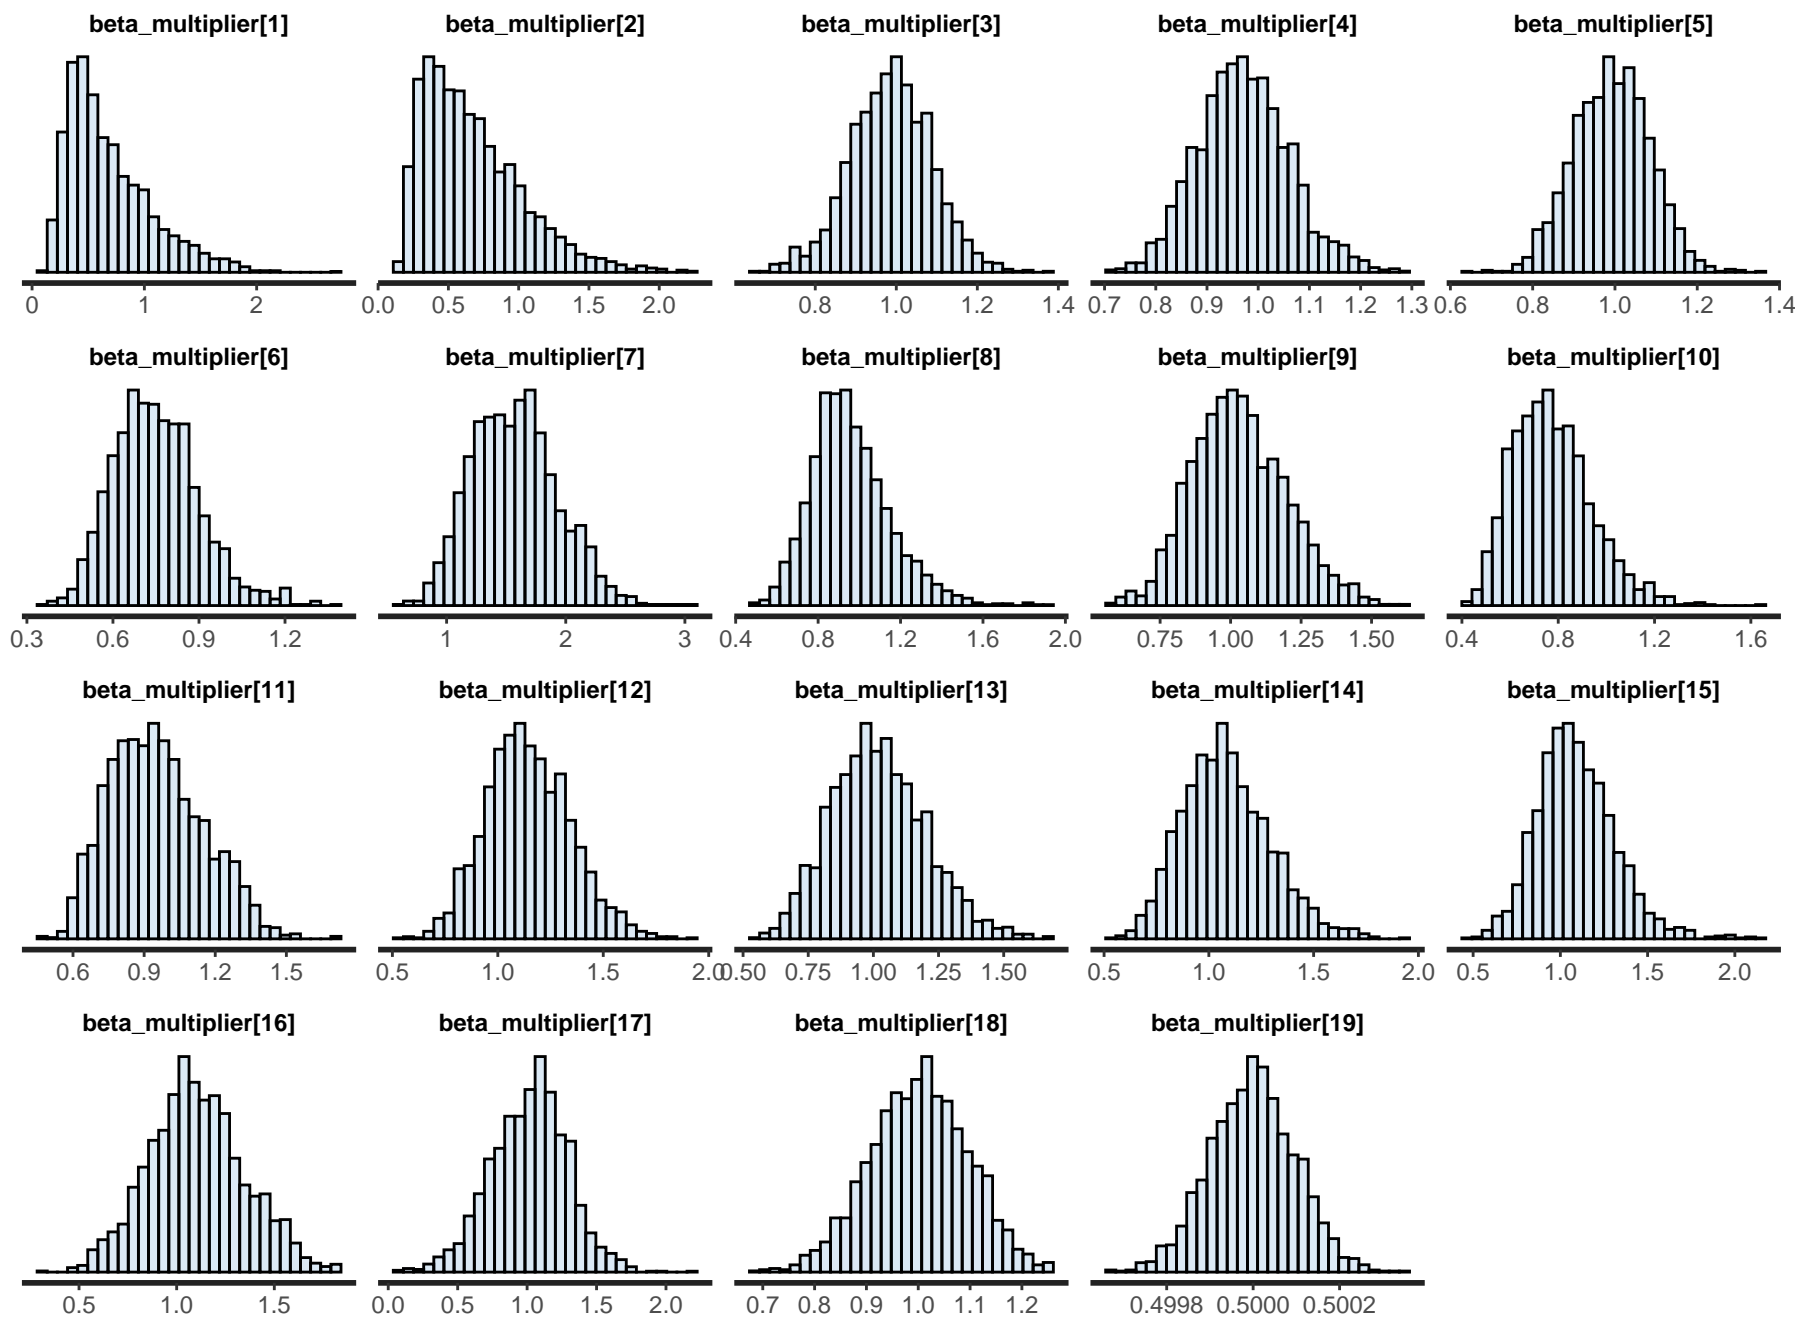 beta_multiplier[1] beta_multiplier[2] beta_multiplier[3] beta_multiplier[4] beta_multiplier[5]
0 1 2 0.0 0.5 1.0 1.5 2.0 0.8 1.0 1.2 1.4 0.7 0.8 0.9 1.0 1.1 1.2 1.3 0.6 0.8 1.0 1.2 1.4
beta_multiplier[6] beta_multiplier[7] beta_multiplier[8] beta_multiplier[9] beta_multiplier[10]
0.3 0.6 0.9 1.2 1 2 3 0.4 0.8 1.2 1.6 2.0 0.75 1.00 1.25 1.50 0.4 0.8 1.2 1.6
beta_multiplier[11] beta_multiplier[12] beta_multiplier[13] beta_multiplier[14] beta_multiplier[15]
0.6 0.9 1.2 1.5 0.5 1.0 1.5 2.0 0.50 0.75 1.00 1.25 1.50 0.5 1.0 1.5 2.0 0.5 1.0 1.5 2.0
beta_multiplier[16] beta_multiplier[17] beta_multiplier[18] beta_multiplier[19]
0.5 1.0 1.5 0.0 0.5 1.0 1.5 2.0 0.7 0.8 0.9 1.0 1.1 1.2 0.4998 0.5000 0.5002